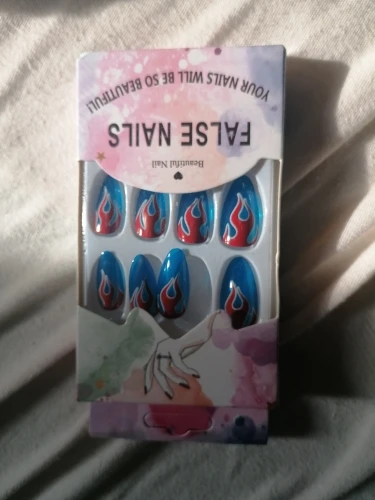 YOUR NAILS WILL BE SO BEAUTIFUL!
FALSE NAILS
Beautiful Nail